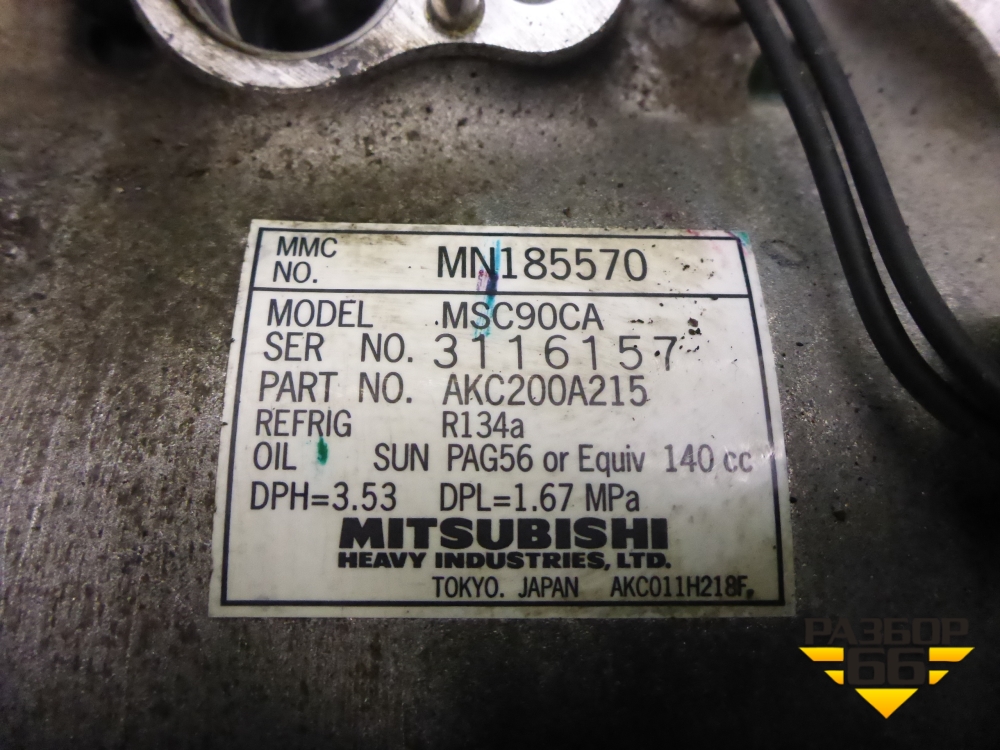 MMC NO. MN185570
MODEL MSC90CA
SER NO. 3116157
PART NO. AKC200A215
REFRIG R134a
OIL SUN PAG56 or Equiv 140 cc
DPH=3.53 DPL=1.67 MPa
MITSUBISHI
HEAVY INDUSTRIES, LTD.
TOKYO. JAPAN AKC011H218F
РАЗБОР
66